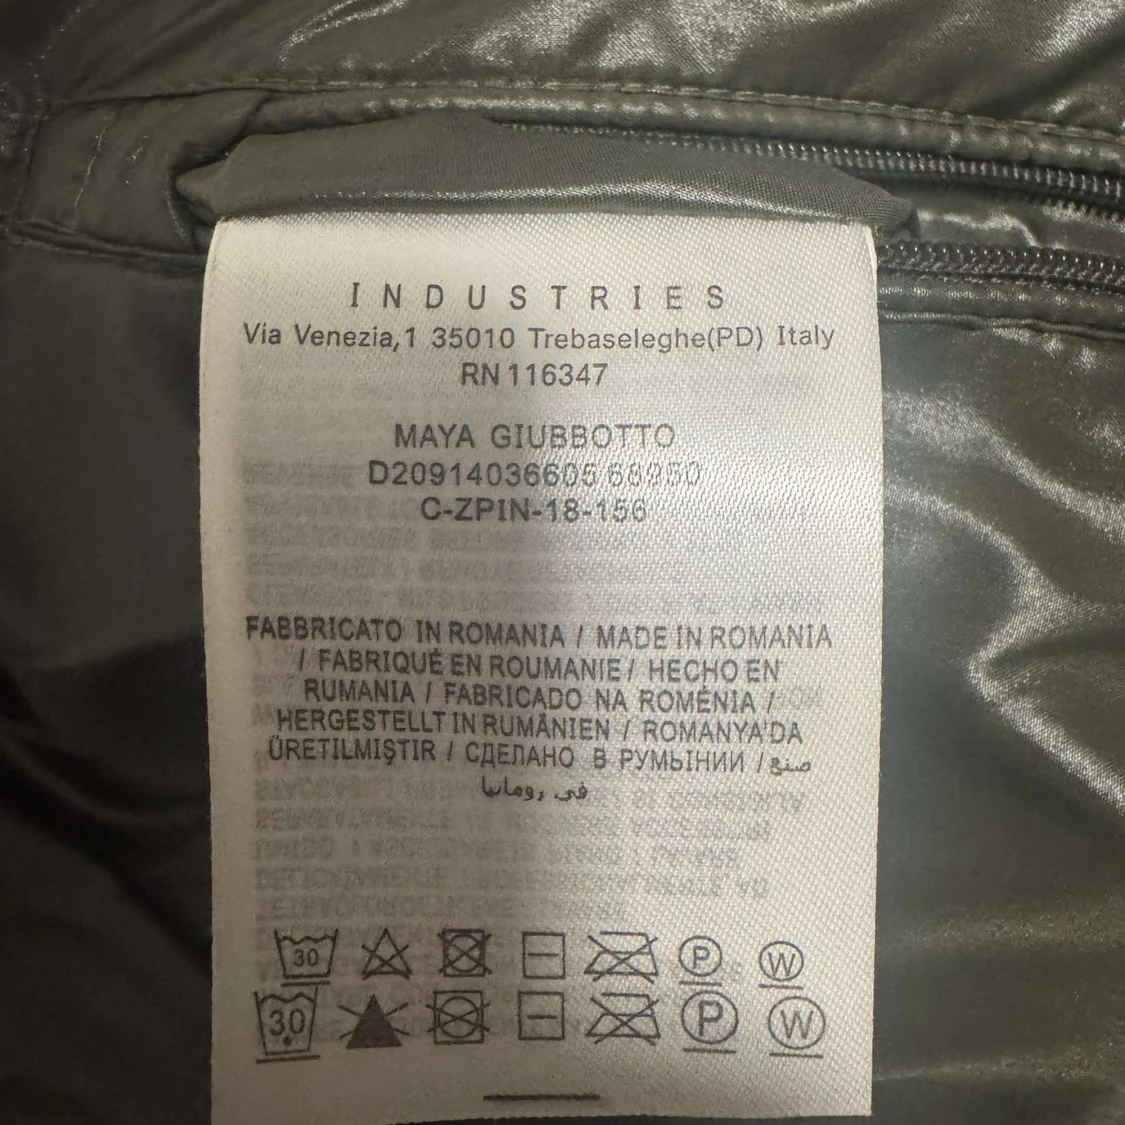 INDUSTRIES
Via Venezia,1 35010 Trebaseleghe(PD) Italy
RN 116347
MAYA GIUBBOTTO
D20914036605 68950
C-ZPIN-18-156
FABBRICATO IN ROMANIA / MADE IN ROMANIA
/ FABRIQUÉ EN ROUMANIE / HECHO EN
RUMANIA / FABRICADO NA ROMÉNIA /
HERGESTELLT IN RUMÄNIEN / ROMANYA'DA
ÜRETILMIŞTIR / СДЕЛАНО В РУМЫНИИ / صنع
في رومانيا
30 P W
30 P W